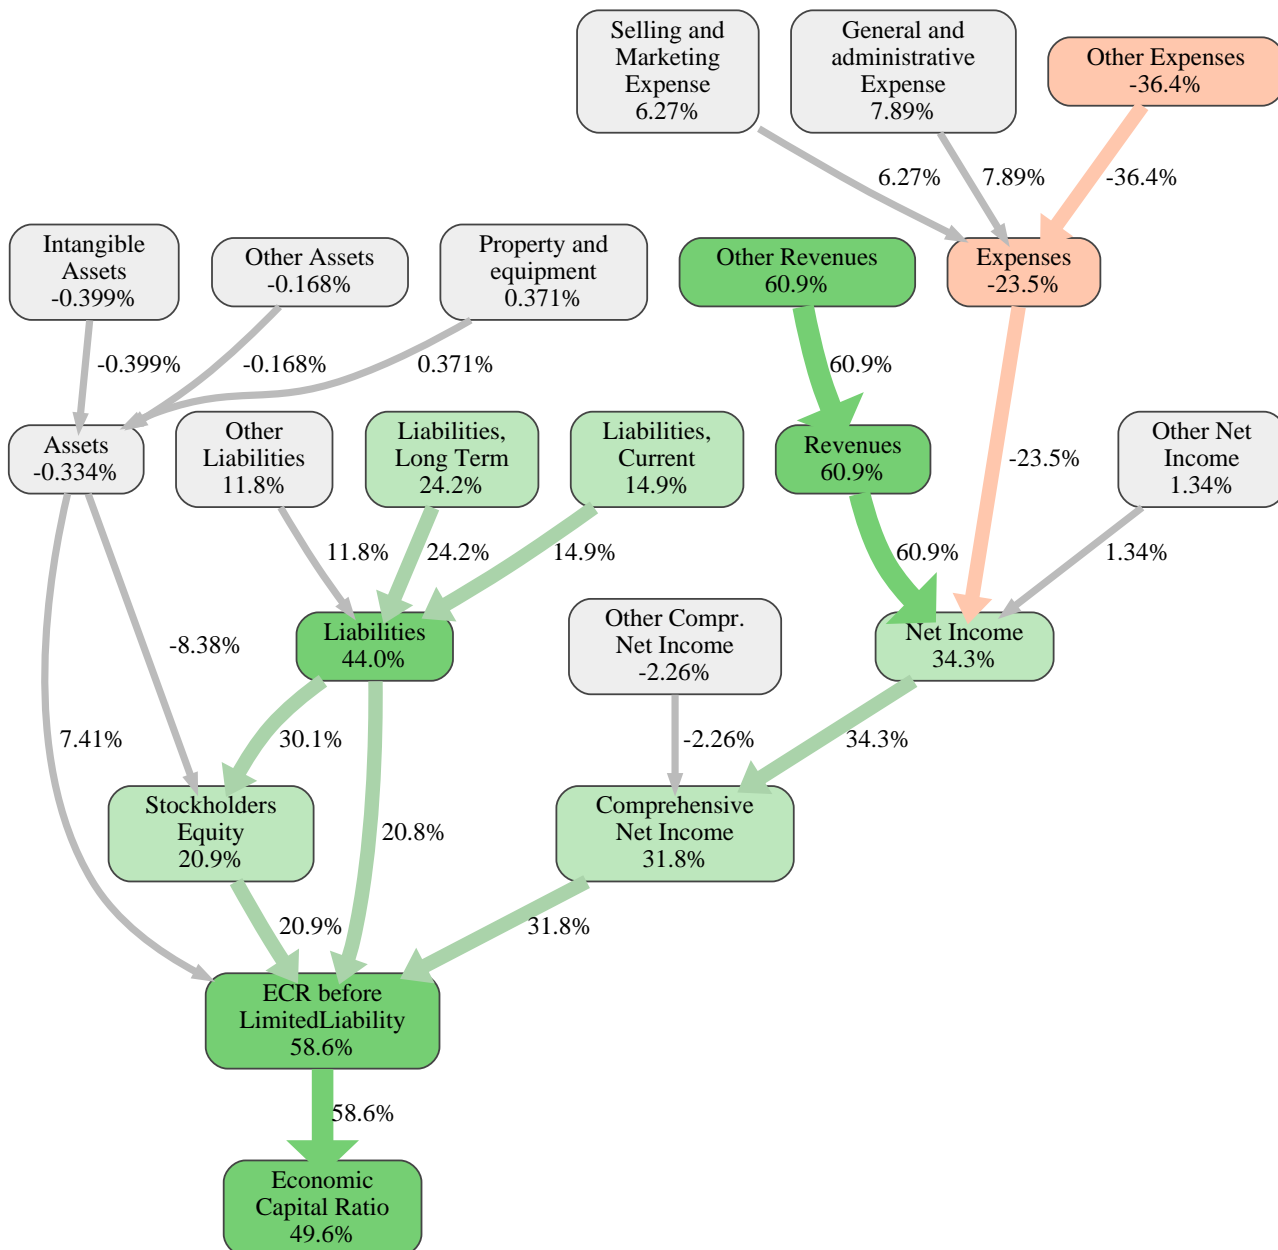 Selling and
Marketing
Expense
6.27%
General and
administrative
Expense
7.89%
Other Expenses
-36.4%
6.27%
7.89%
-36.4%
Intangible
Assets
-0.399%
Other Assets
-0.168%
Property and
equipment
0.371%
Other Revenues
60.9%
Expenses
-23.5%
-0.399%
-0.168%
0.371%
60.9%
Assets
-0.334%
Other
Liabilities
11.8%
Liabilities,
Long Term
24.2%
Liabilities,
Current
14.9%
Revenues
60.9%
-23.5%
Other Net
Income
1.34%
11.8%
24.2%
14.9%
60.9%
1.34%
-8.38%
Liabilities
44.0%
Other Compr.
Net Income
-2.26%
Net Income
34.3%
7.41%
30.1%
-2.26%
34.3%
Stockholders
Equity
20.9%
20.8%
Comprehensive
Net Income
31.8%
20.9%
31.8%
ECR before
LimitedLiability
58.6%
58.6%
Economic
Capital Ratio
49.6%